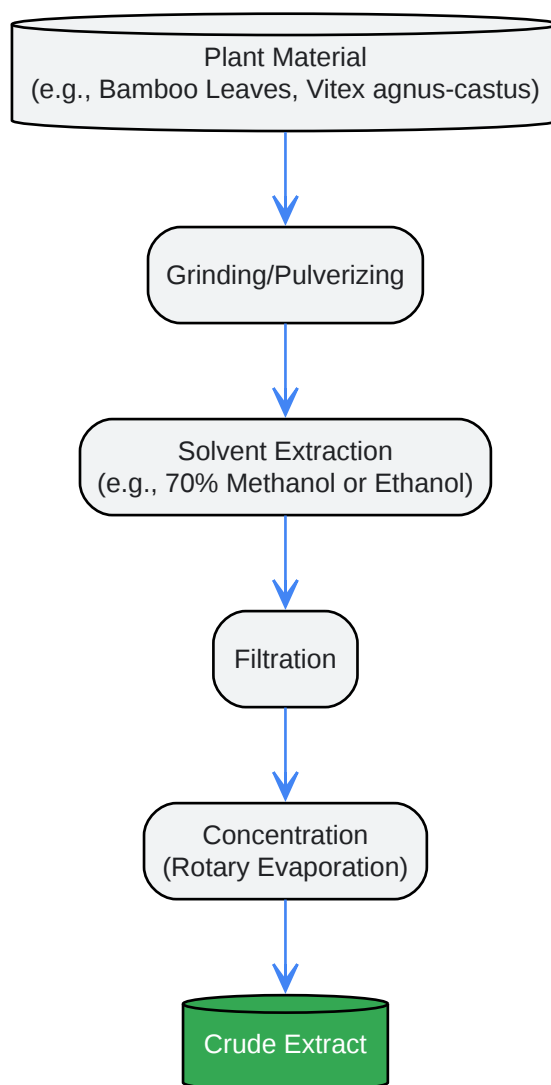 Plant Material
(e.g., Bamboo Leaves, Vitex agnus-castus)
Grinding/Pulverizing
Solvent Extraction
(e.g., 70% Methanol or Ethanol)
Filtration
Concentration
(Rotary Evaporation)
Crude Extract